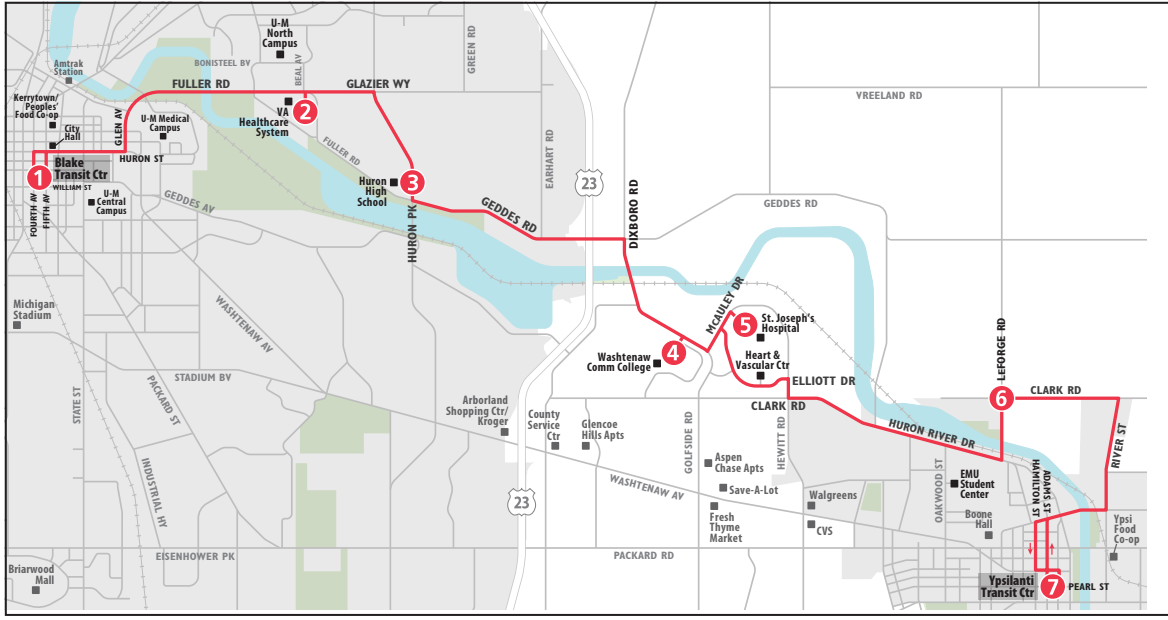 U-M
North
Campus
GREEN RD
Amtrak
Station
BONISTEEL BV
BEAL AV
FULLER RD
GLAZIER WY
VREELAND RD
Kerrytown/
Peoples'
Food Co-op
City
Hall
GLEN AV
U-M Medical
Campus
VA
Healthcare
System
2
FULLER RD
EARHART RD
HURON ST
1
Blake
Transit Ctr
WILLIAM ST
FOURTH AV
FIFTH AV
U-M
Central
Campus
GEDDES AV
Huron
High
School
3
HURON PK
GEDDES RD
23
DIXBORO RD
GEDDES RD
Michigan
Stadium
WASHTENAW AV
MCAULEY DR
5
St. Joseph's
Hospital
4
Washtenaw
Comm College
Heart &
Vascular Ctr
LEFORGE RD
STADIUM BV
STATE ST
PACKARD ST
ELLIOTT DR
CLARK RD
6
CLARK RD
Arborland
Shopping Ctr/
Kroger
County
Service
Ctr
Glencoe
Hills Apts
GOLFSIDE RD
HEWITT RD
HURON RIVER DR
RIVER ST
INDUSTRIAL HY
23
Aspen
Chase Apts
Save-A-Lot
WASHTENAW AV
Fresh
Thyme
Market
Walgreens
CVS
OAKWOOD ST
EMU
Student
Center
Boone
Hall
HAMILTON ST
ADAMS ST
Ypsi
Food
Co-op
EISENHOWER PK
PACKARD RD
Briarwood
Mall
Ypsilanti
Transit Ctr
7
PEARL ST